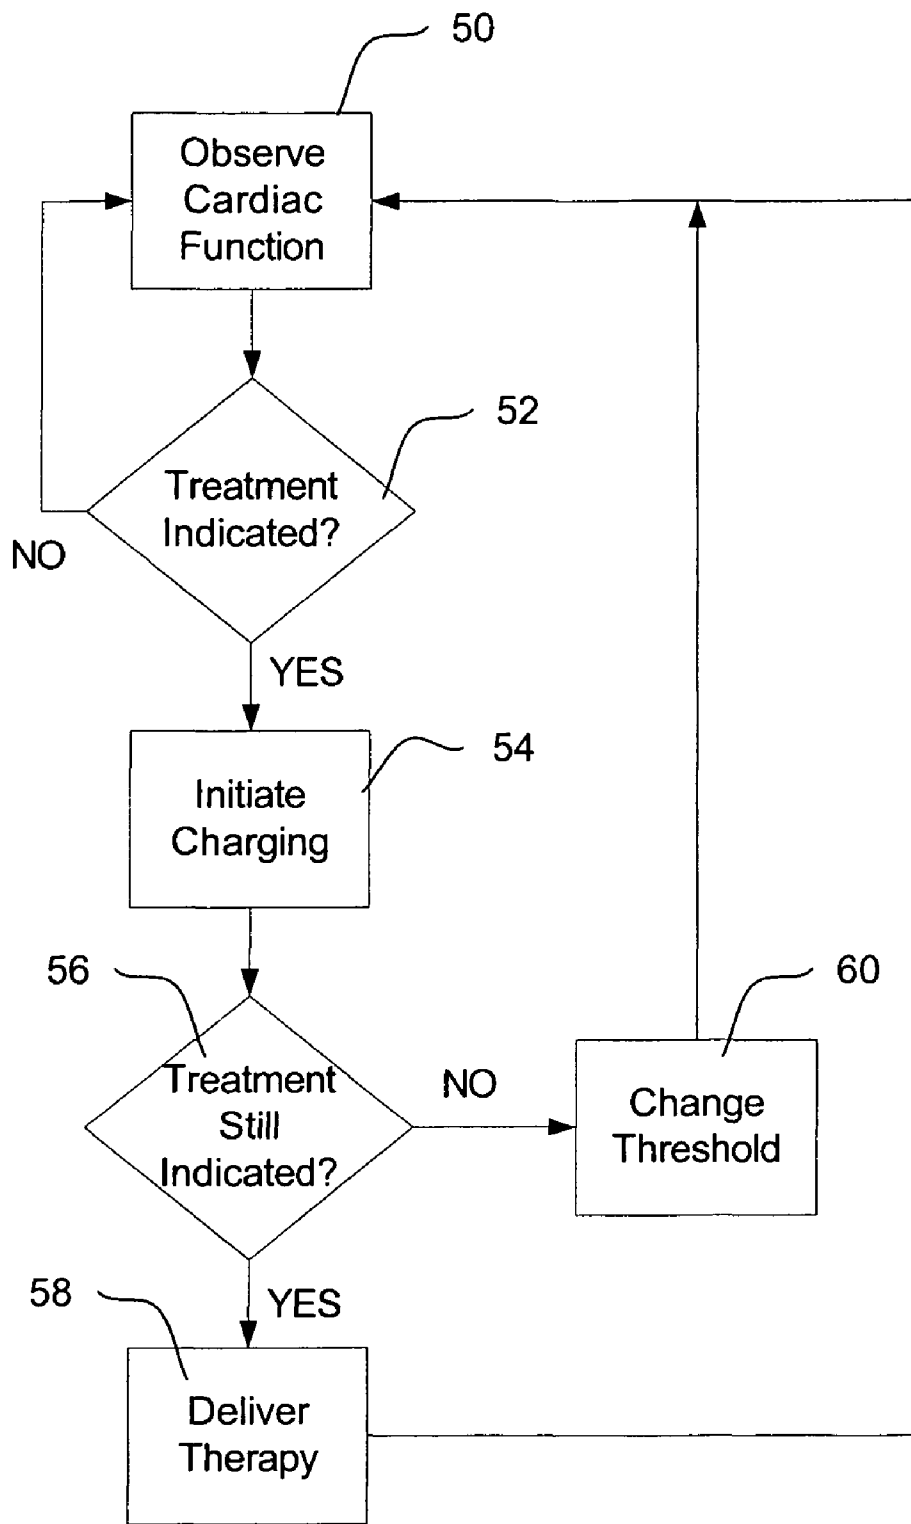 50
Observe
Cardiac
Function
52
Treatment
Indicated?
NO
YES
54
Initiate
Charging
56
Treatment
Still
Indicated?
NO
60
Change
Threshold
YES
58
Deliver
Therapy